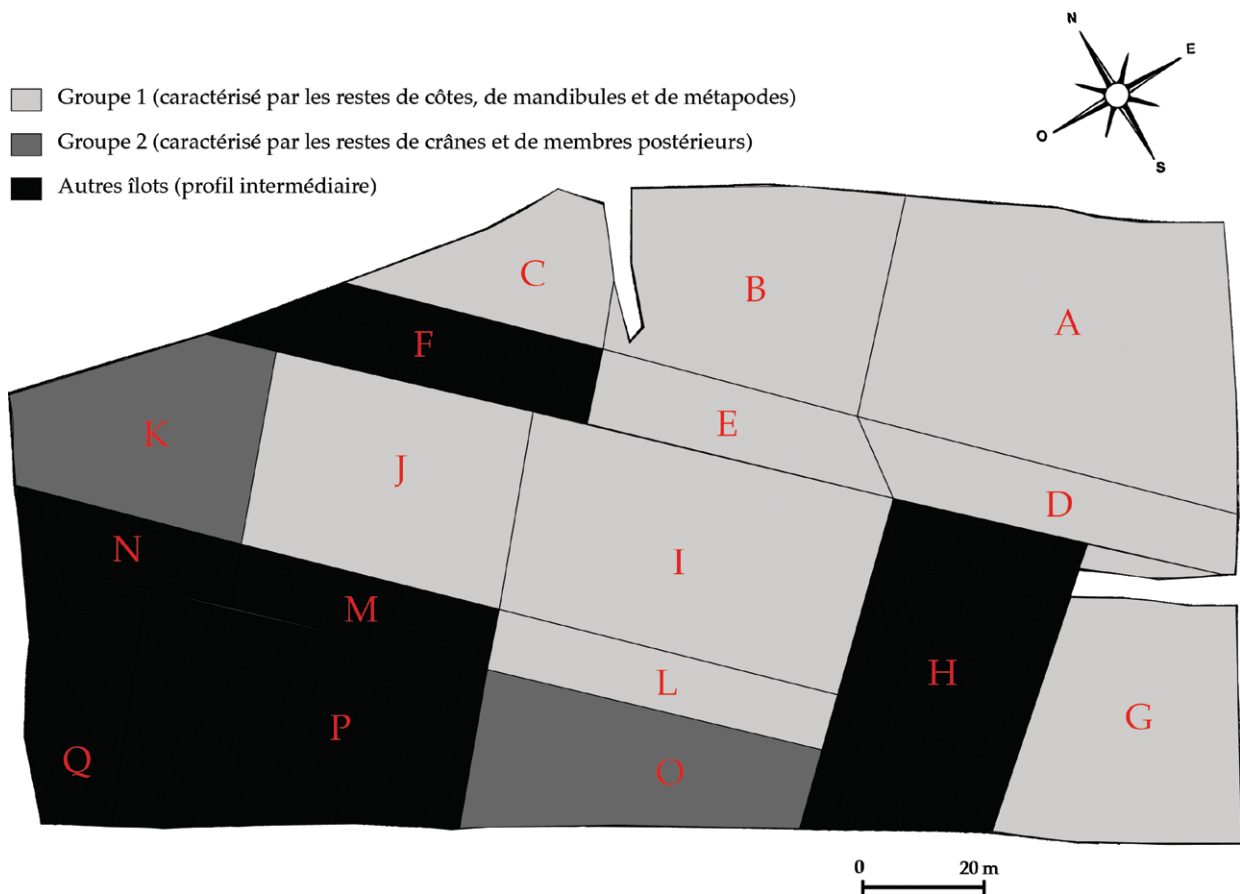 N
E
O
S
Groupe 1 (caractérisé par les restes de côtes, de mandibules et de métapodes)
Groupe 2 (caractérisé par les restes de crânes et de membres postérieurs)
Autres îlots (profil intermédiaire)
C
B
A
F
E
K
J
D
N
I
M
H
L
G
P
Q
O
0 20 m